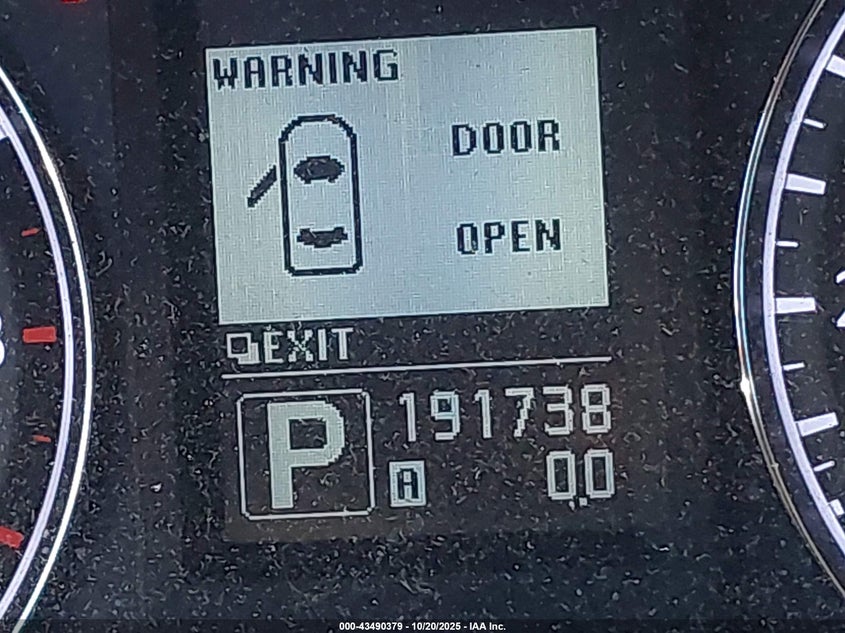 WARNING
DOOR
OPEN
EXIT
P
191738
A
0.0
000-43490379 - 10/20/2025 - IAA Inc.